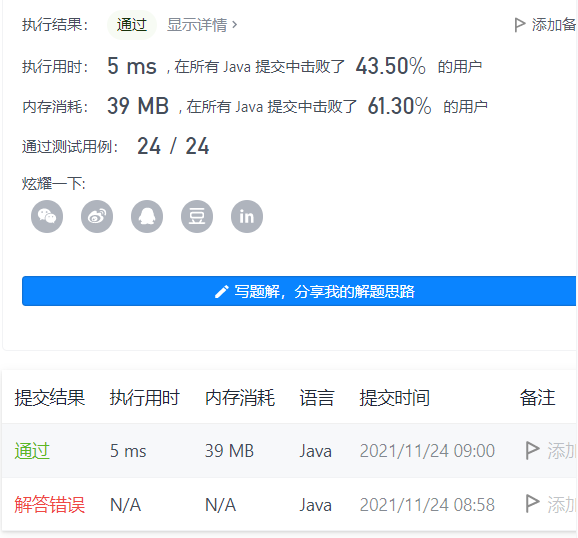 执行结果： 通过 显示详情 > 添加备
执行用时： 5 ms , 在所有 Java 提交中击败了 43.50% 的用户
内存消耗： 39 MB , 在所有 Java 提交中击败了 61.30% 的用户
通过测试用例： 24 / 24
炫耀一下:
豆 in
写题解，分享我的解题思路
提交结果 执行用时 内存消耗 语言 提交时间 备注
通过 5 ms 39 MB Java 2021/11/24 09:00 添加
解答错误 N/A N/A Java 2021/11/24 08:58 添加